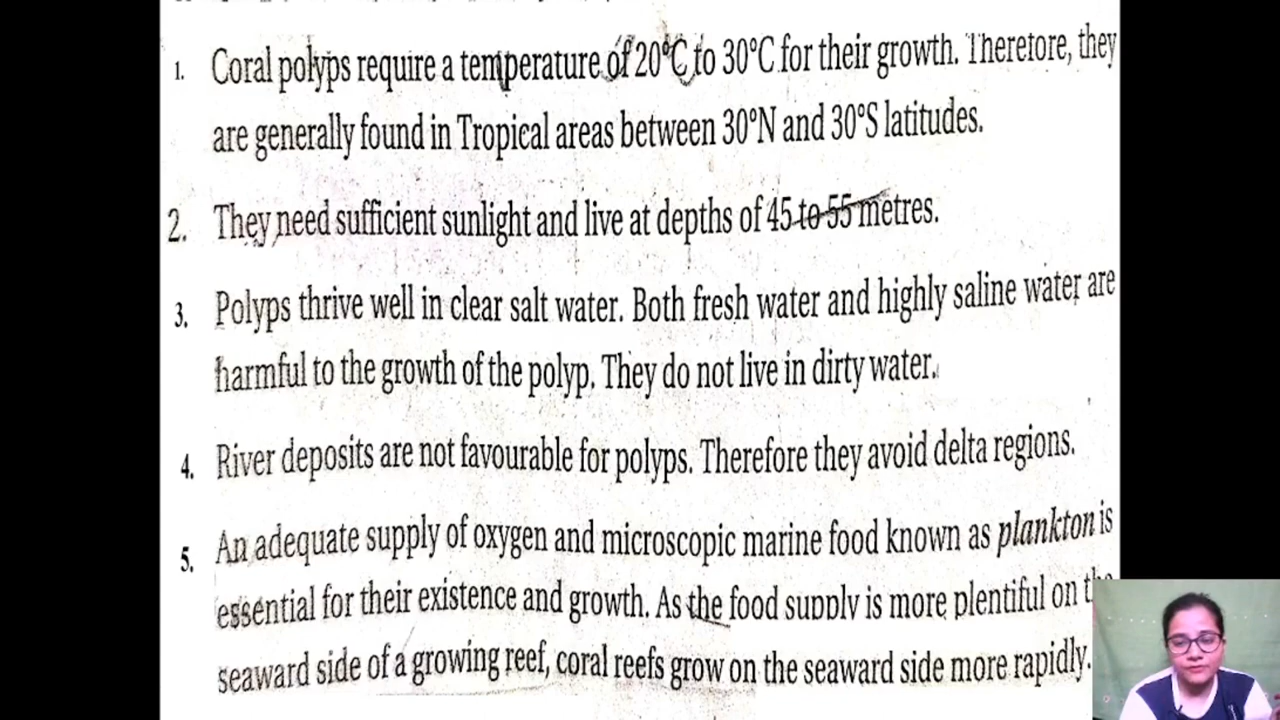 1. Coral polyps require a temperature of 20°C to 30°C for their growth. Therefore, they
are generally found in Tropical areas between 30°N and 30°S latitudes.
2. They need sufficient sunlight and live at depths of 45 to 55 metres.
3. Polyps thrive well in clear salt water. Both fresh water and highly saline water are
harmful to the growth of the polyp. They do not live in dirty water.
4. River deposits are not favourable for polyps. Therefore they avoid delta regions.
5. An adequate supply of oxygen and microscopic marine food known as plankton is
essential for their existence and growth. As the food supply is more plentiful on the
seaward side of a growing reef, coral reefs grow on the seaward side more rapidly.